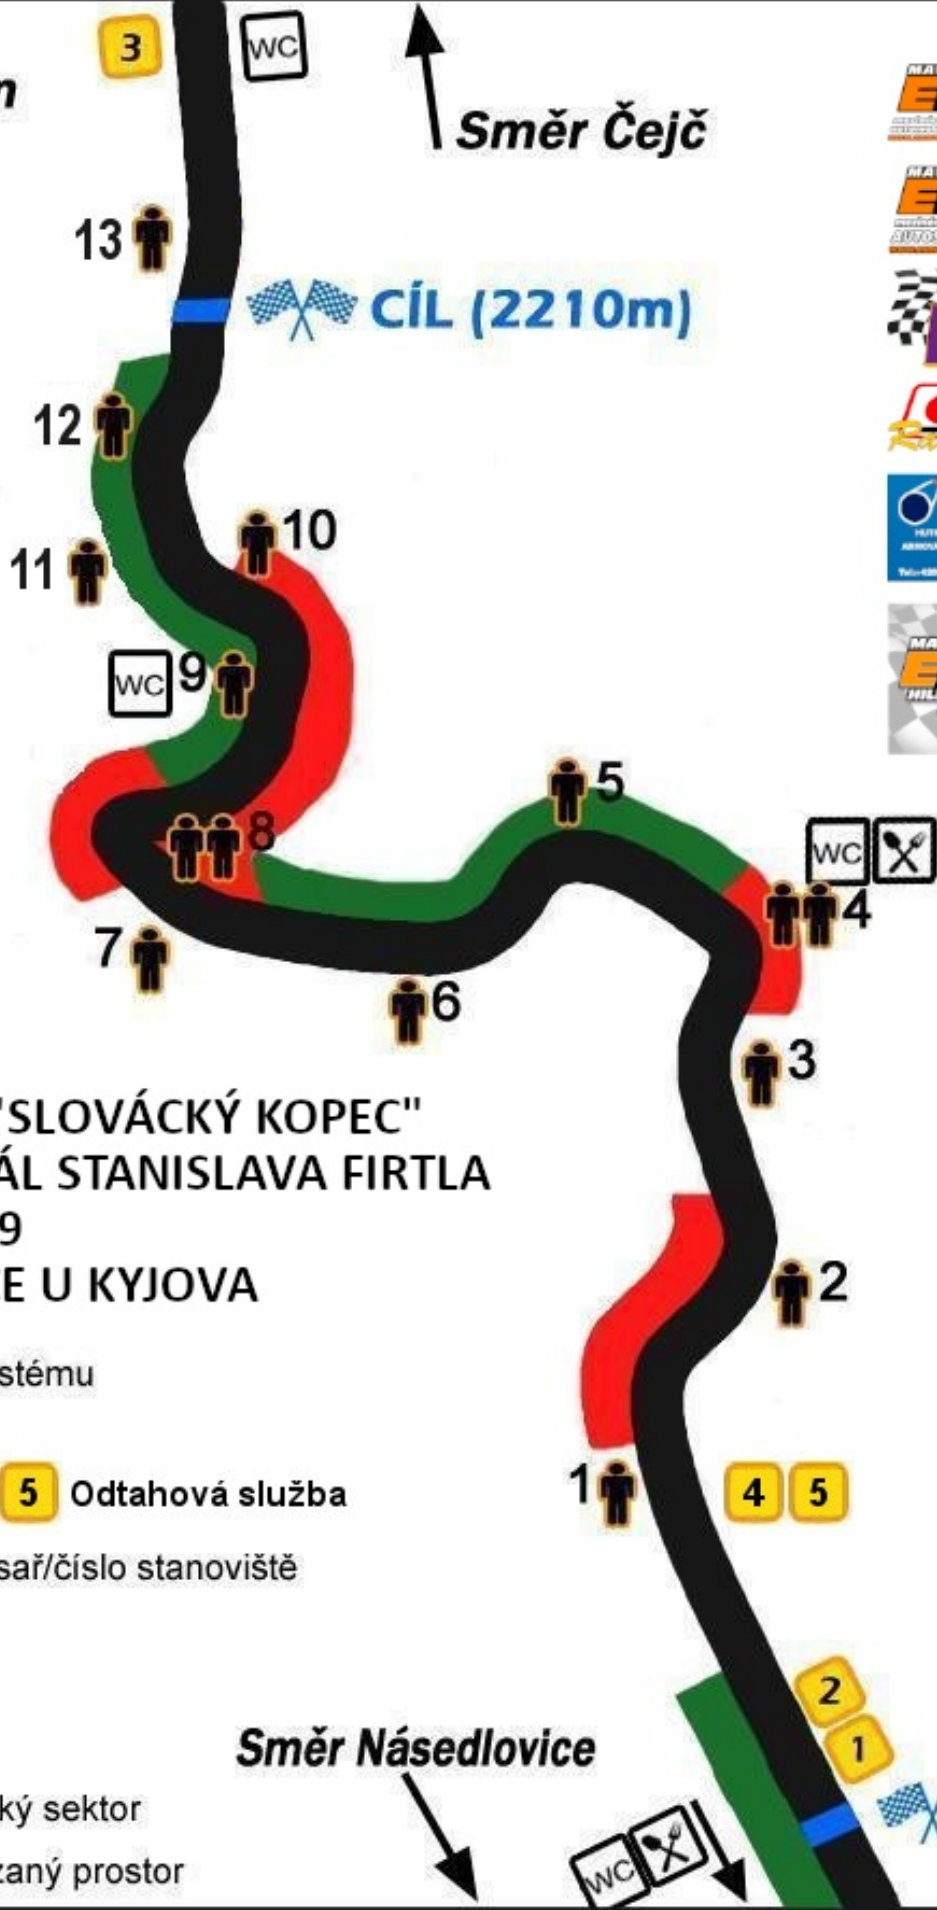 3
WC
Směr Čejč
13
CÍL (2210m)
12
10
11
WC
9
5
8
WC
4
7
6
3
"SLOVÁCKÝ KOPEC"
ÁL STANISLAVA FIRTLA
9
E U KYJOVA
2
stému
1
4 5
5 Odtahová služba
sař/číslo stanoviště
2
1
Směr Násedlovice
ký sektor
WC
zaný prostor